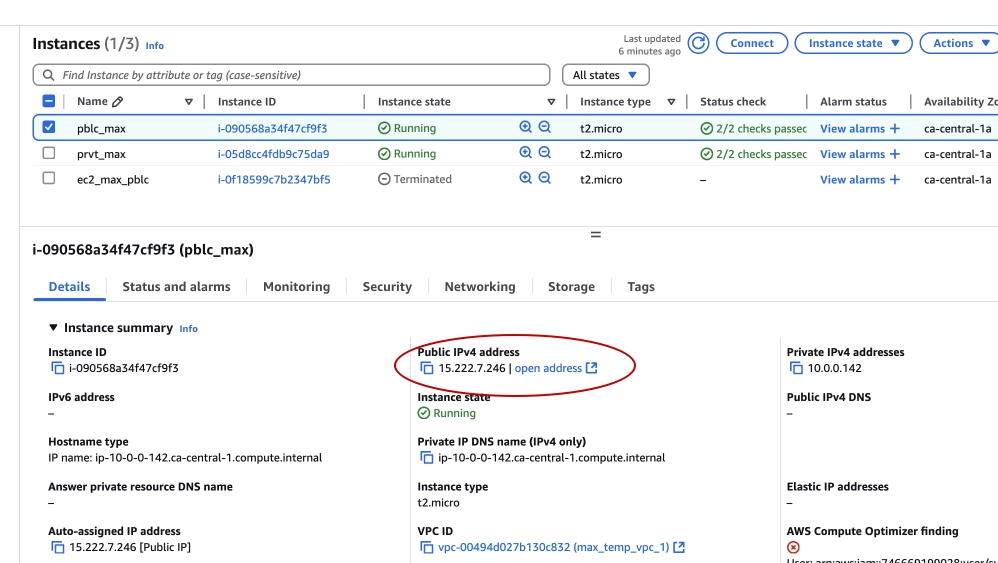 Instances (1/3) Info
Last updated
6 minutes ago
Connect
Instance state
Actions
Find Instance by attribute or tag (case-sensitive)
All states
Name Instance ID Instance state Instance type Status check Alarm status Availability Zo
pblc_max i-090568a34f47cf9f3 Running t2.micro 2/2 checks passec View alarms + ca-central-1a
prvt_max i-05d8cc4fdb9c75da9 Running t2.micro 2/2 checks passec View alarms + ca-central-1a
ec2_max_pblc i-0f18599c7b2347bf5 Terminated t2.micro – View alarms + ca-central-1a
i-090568a34f47cf9f3 (pblc_max)
Details Status and alarms Monitoring Security Networking Storage Tags
Instance summary Info
Instance ID
i-090568a34f47cf9f3
Public IPv4 address
15.222.7.246 | open address
Private IPv4 addresses
10.0.0.142
IPv6 address
–
Instance state
Running
Public IPv4 DNS
–
Hostname type
IP name: ip-10-0-0-142.ca-central-1.compute.internal
Private IP DNS name (IPv4 only)
ip-10-0-0-142.ca-central-1.compute.internal
Answer private resource DNS name
–
Instance type
t2.micro
Elastic IP addresses
–
Auto-assigned IP address
15.222.7.246 [Public IP]
VPC ID
vpc-00494d027b130c832 (max_temp_vpc_1)
AWS Compute Optimizer finding